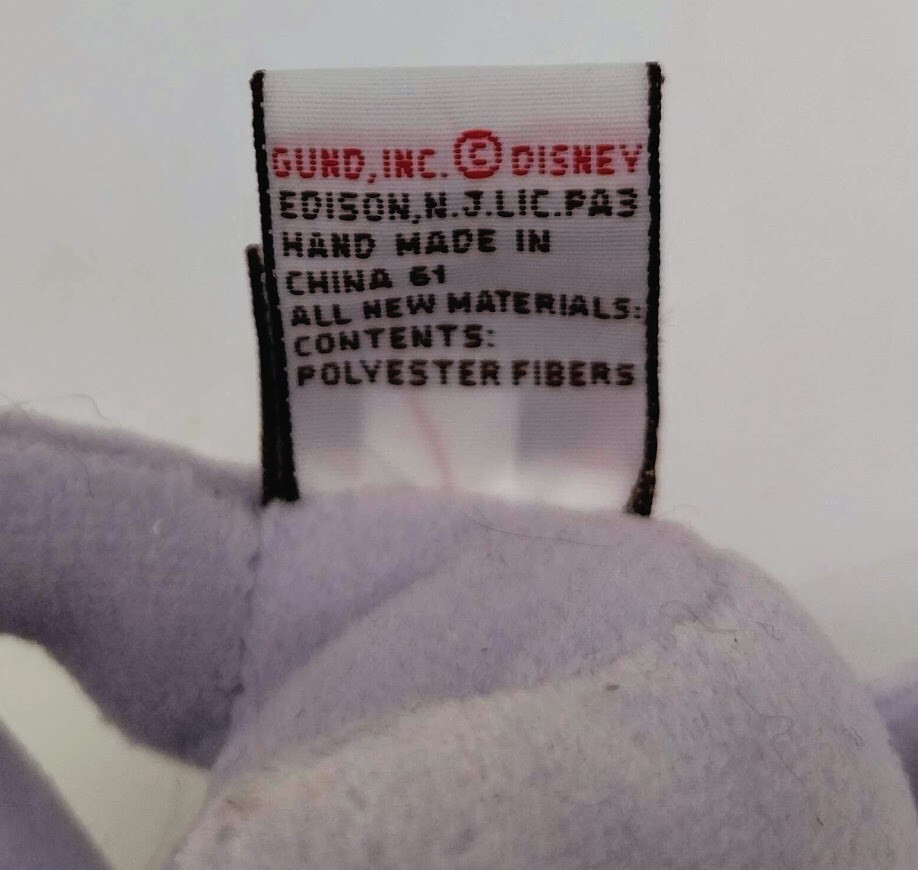 GUND,INC.© DISNEY
EDISON,N.J.LIC.PA3
HAND MADE IN
CHINA 61
ALL NEW MATERIALS:
CONTENTS:
POLYESTER FIBERS